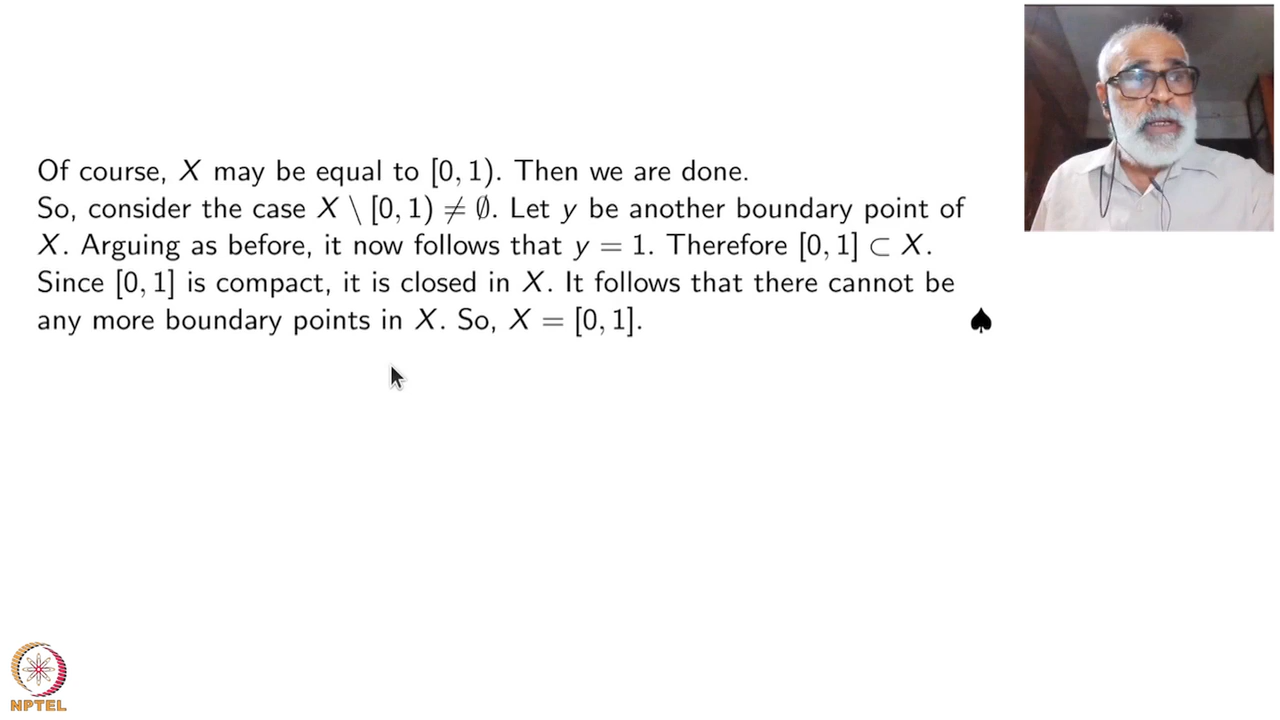 Of course, X may be equal to [0, 1). Then we are done.
So, consider the case X \ [0, 1) ≠ ∅. Let y be another boundary point of
X. Arguing as before, it now follows that y = 1. Therefore [0, 1] ⊂ X.
Since [0, 1] is compact, it is closed in X. It follows that there cannot be
any more boundary points in X. So, X = [0, 1]. ♠
NPTEL